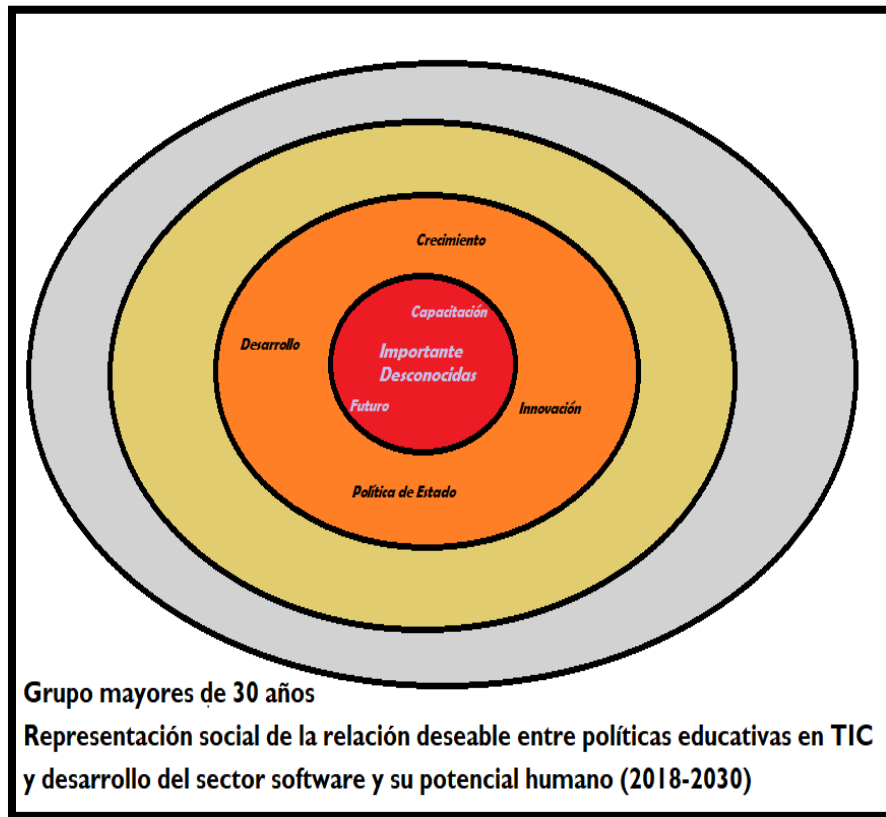 Crecimiento
Capacitación
Desarrollo
Importante
Desconocidas
Futuro
Innovación
Política de Estado
Grupo mayores de 30 años
Representación social de la relación deseable entre políticas educativas en TIC
y desarrollo del sector software y su potencial humano (2018-2030)